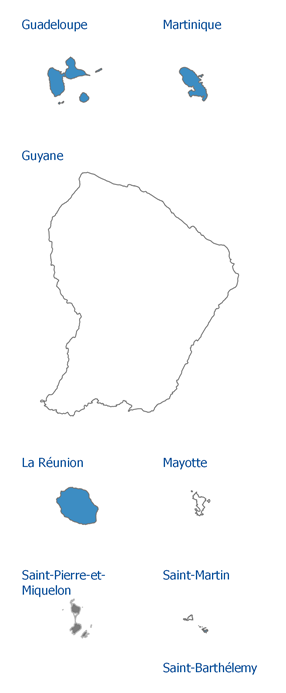 Guadeloupe
Martinique
Guyane
La Réunion
Mayotte
Saint-Pierre-et-
Miquelon
Saint-Martin
Saint-Barthélemy